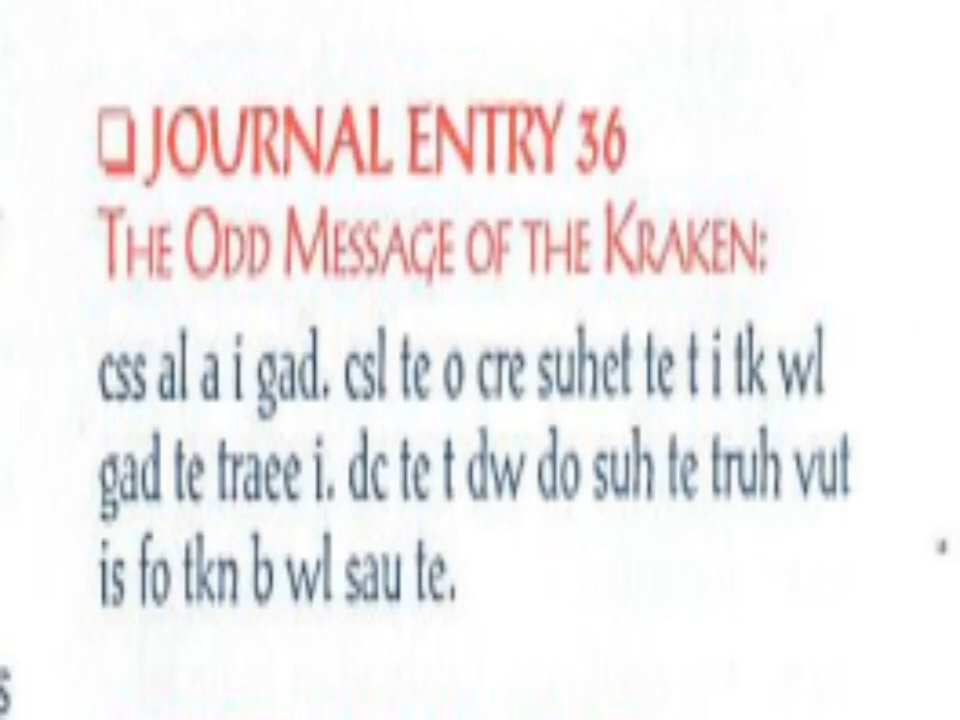 ❏ JOURNAL ENTRY 36
THE ODD MESSAGE OF THE KRAKEN:
css al a i gad. csl te o cre suhet te t i tk wl
gad te traee i. dc te t dw do suh te truh vut
is fo tkn b wl sau te.
s